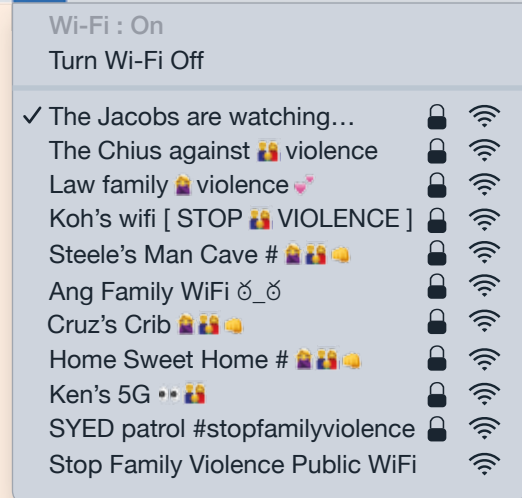 Wi-Fi : On
Turn Wi-Fi Off
✓ The Jacobs are watching...
The Chius against 👩‍❤️‍👨 violence
Law family 🙅‍♀️ violence 💕
Koh's wifi [ STOP 👩‍❤️‍👨 VIOLENCE ]
Steele's Man Cave # 🙅‍♀️👩‍❤️‍👨👊
Ang Family WiFi ಠ_ಠ
Cruz's Crib 🙅‍♀️👩‍❤️‍👨👊
Home Sweet Home # 🙅‍♀️👩‍❤️‍👨👊
Ken's 5G 👀👩‍❤️‍👨
SYED patrol #stopfamilyviolence
Stop Family Violence Public WiFi